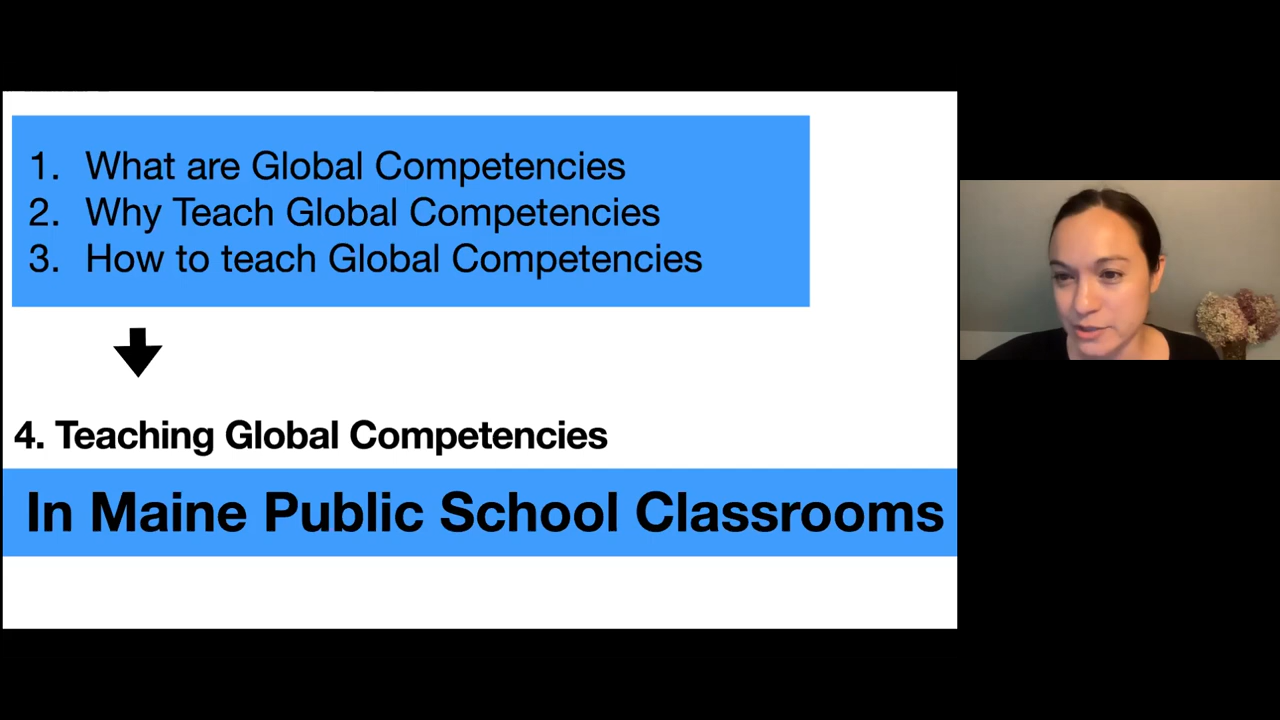 1. What are Global Competencies
2. Why Teach Global Competencies
3. How to teach Global Competencies
4. Teaching Global Competencies
In Maine Public School Classrooms